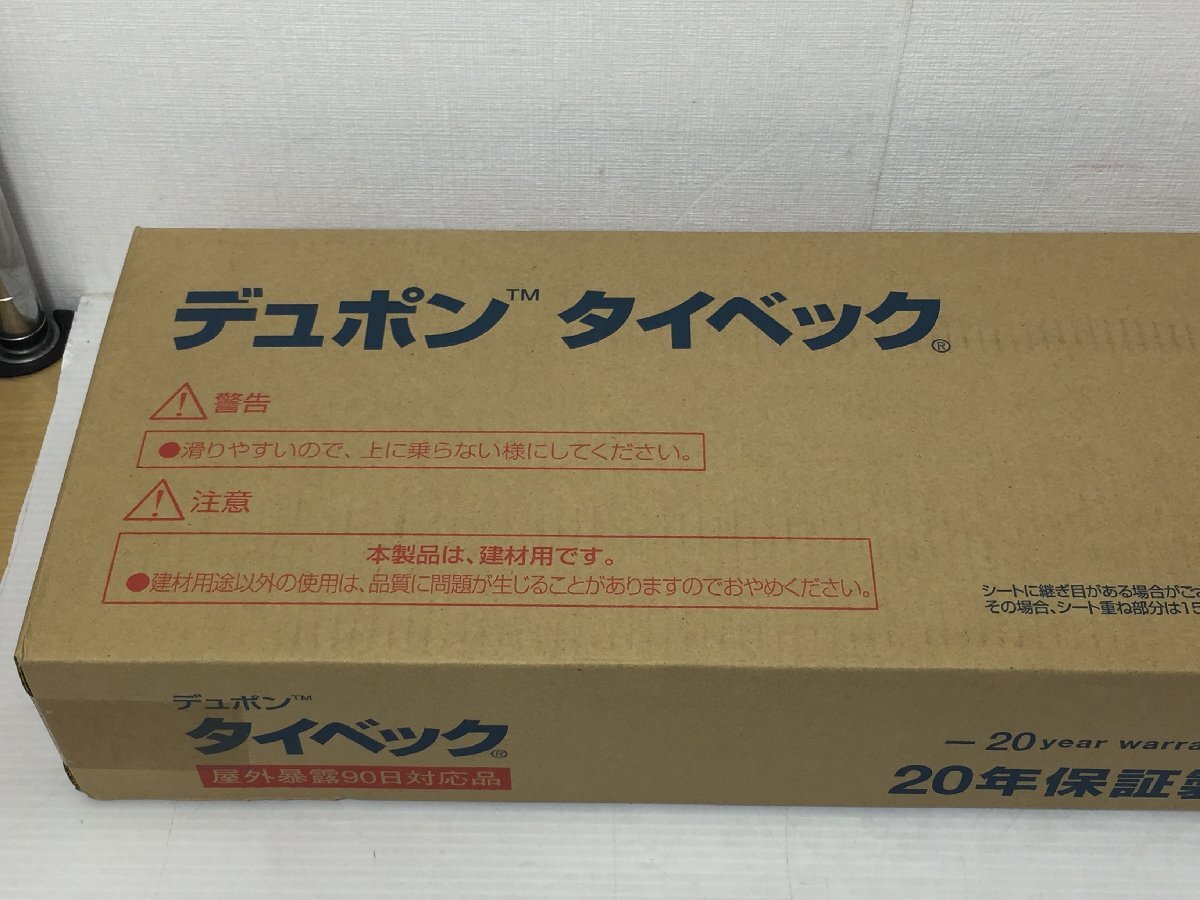 デュポン™ タイベック®
警告
●滑りやすいので、上に乗らない様にしてください。
注意
本製品は、建材用です。
●建材用途以外の使用は、品質に問題が生じることがありますのでおやめください。
シートに継ぎ目がある場合がご
その場合、シート重ね部分は15
デュポン™
タイベック®
屋外暴露90日対応品
— 20 year warra
20年保証